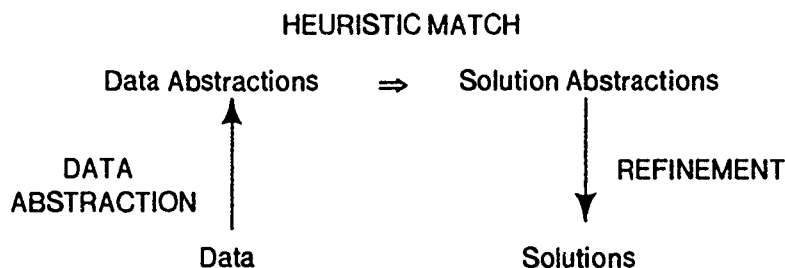 HEURISTIC MATCH
Data Abstractions ⇒ Solution Abstractions
DATA
ABSTRACTION
REFINEMENT
Data
Solutions